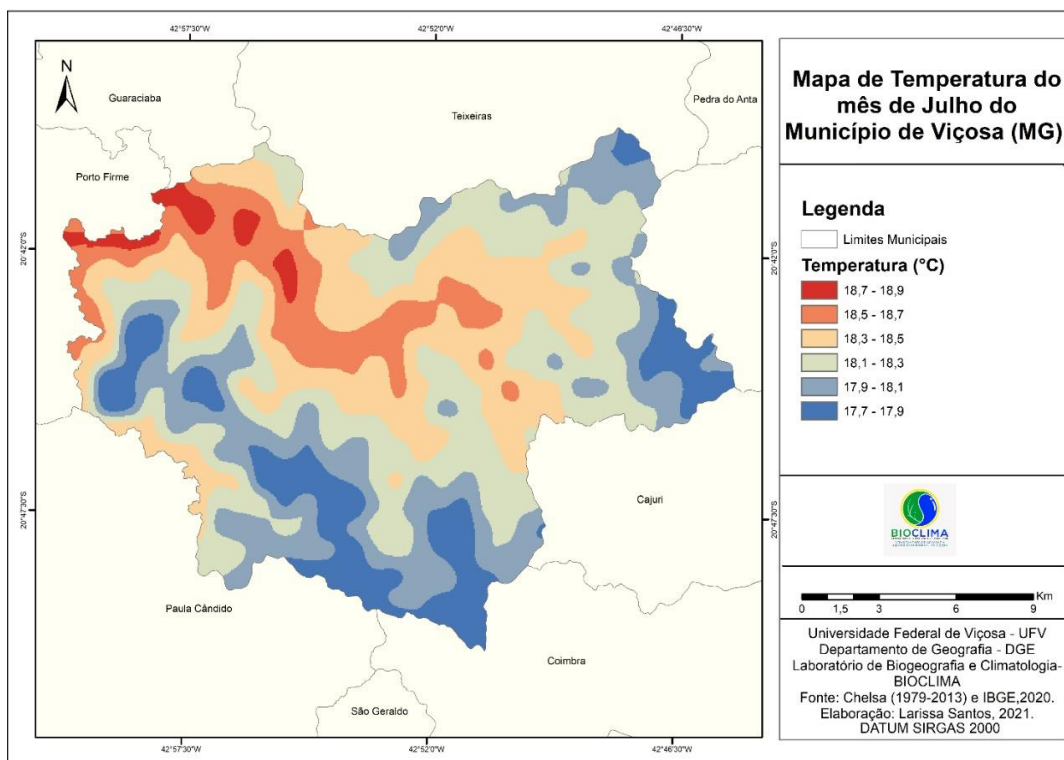 42°57'30"W
42°52'0"W
42°46'30"W
N
Guaraciaba
Teixeiras
Pedra do Anta
Porto Firme
20°42'0"S
20°42'0"S
Cajuri
20°47'30"S
20°47'30"S
Paula Cândido
Coimbra
São Geraldo
42°57'30"W
42°52'0"W
42°46'30"W
Mapa de Temperatura do
mês de Julho do
Município de Viçosa (MG)
Legenda
Limites Municipais
Temperatura (°C)
18,7 - 18,9
18,5 - 18,7
18,3 - 18,5
18,1 - 18,3
17,9 - 18,1
17,7 - 17,9
BIOCLIMA
Km
0 1,5 3 6 9
Universidade Federal de Viçosa - UFV
Departamento de Geografia - DGE
Laboratório de Biogeografia e Climatologia-
BIOCLIMA
Fonte: Chelsa (1979-2013) e IBGE,2020.
Elaboração: Larissa Santos, 2021.
DATUM SIRGAS 2000